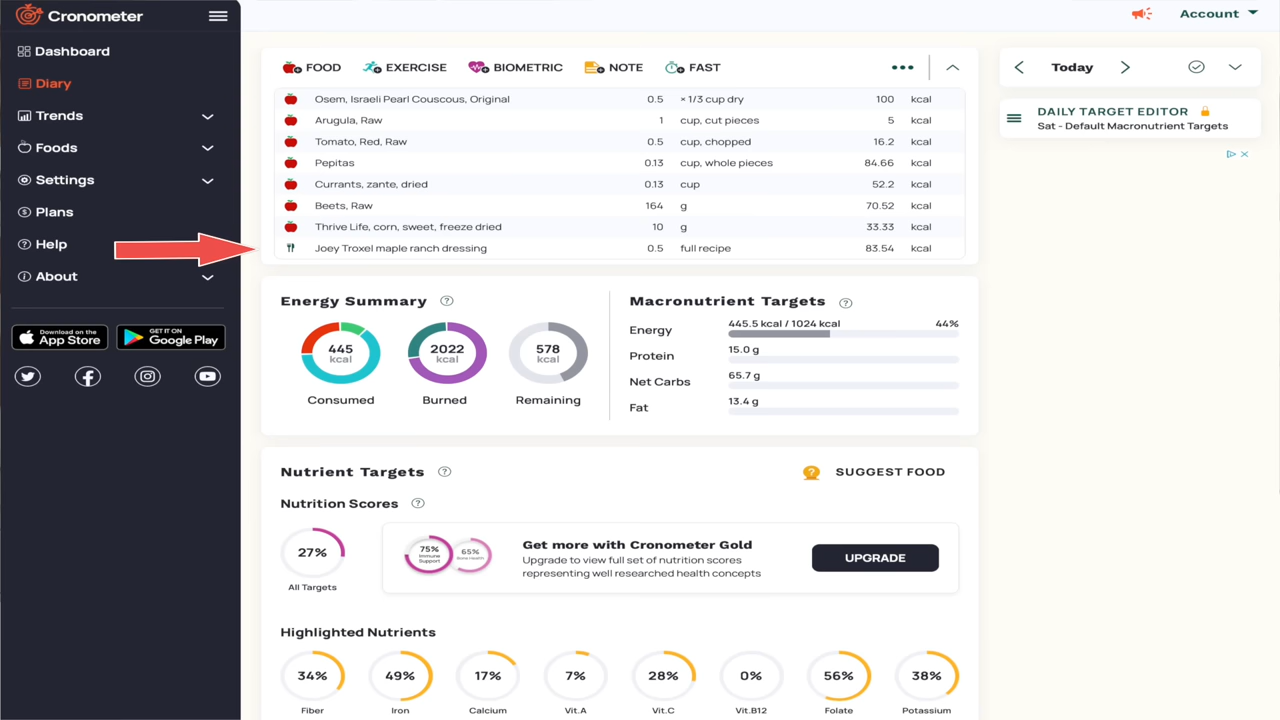 Cronometer
Dashboard
Diary
Trends
Foods
Settings
Plans
Help
About
Download on the
App Store
GET IT ON
Google Play
Account
FOOD EXERCISE BIOMETRIC NOTE FAST
Osem, Israeli Pearl Couscous, Original 0.5 × 1/3 cup dry 100 kcal
Arugula, Raw 1 cup, cut pieces 5 kcal
Tomato, Red, Raw 0.5 cup, chopped 16.2 kcal
Pepitas 0.13 cup, whole pieces 84.66 kcal
Currants, zante, dried 0.13 cup 52.2 kcal
Beets, Raw 164 g 70.52 kcal
Thrive Life, corn, sweet, freeze dried 10 g 33.33 kcal
Joey Troxel maple ranch dressing 0.5 full recipe 83.54 kcal
Today
DAILY TARGET EDITOR
Sat - Default Macronutrient Targets
Energy Summary ?
445 kcal
Consumed
2022 kcal
Burned
578 kcal
Remaining
Macronutrient Targets ?
Energy 445.5 kcal / 1024 kcal 44%
Protein 15.0 g
Net Carbs 65.7 g
Fat 13.4 g
Nutrient Targets ?
SUGGEST FOOD
Nutrition Scores ?
27%
All Targets
75%
Immune
Support
65%
Bone Health
Get more with Cronometer Gold
Upgrade to view full set of nutrition scores
representing well researched health concepts
UPGRADE
Highlighted Nutrients
34% 49% 17% 7% 28% 0% 56% 38%
Fiber Iron Calcium Vit.A Vit.C Vit.B12 Folate Potassium